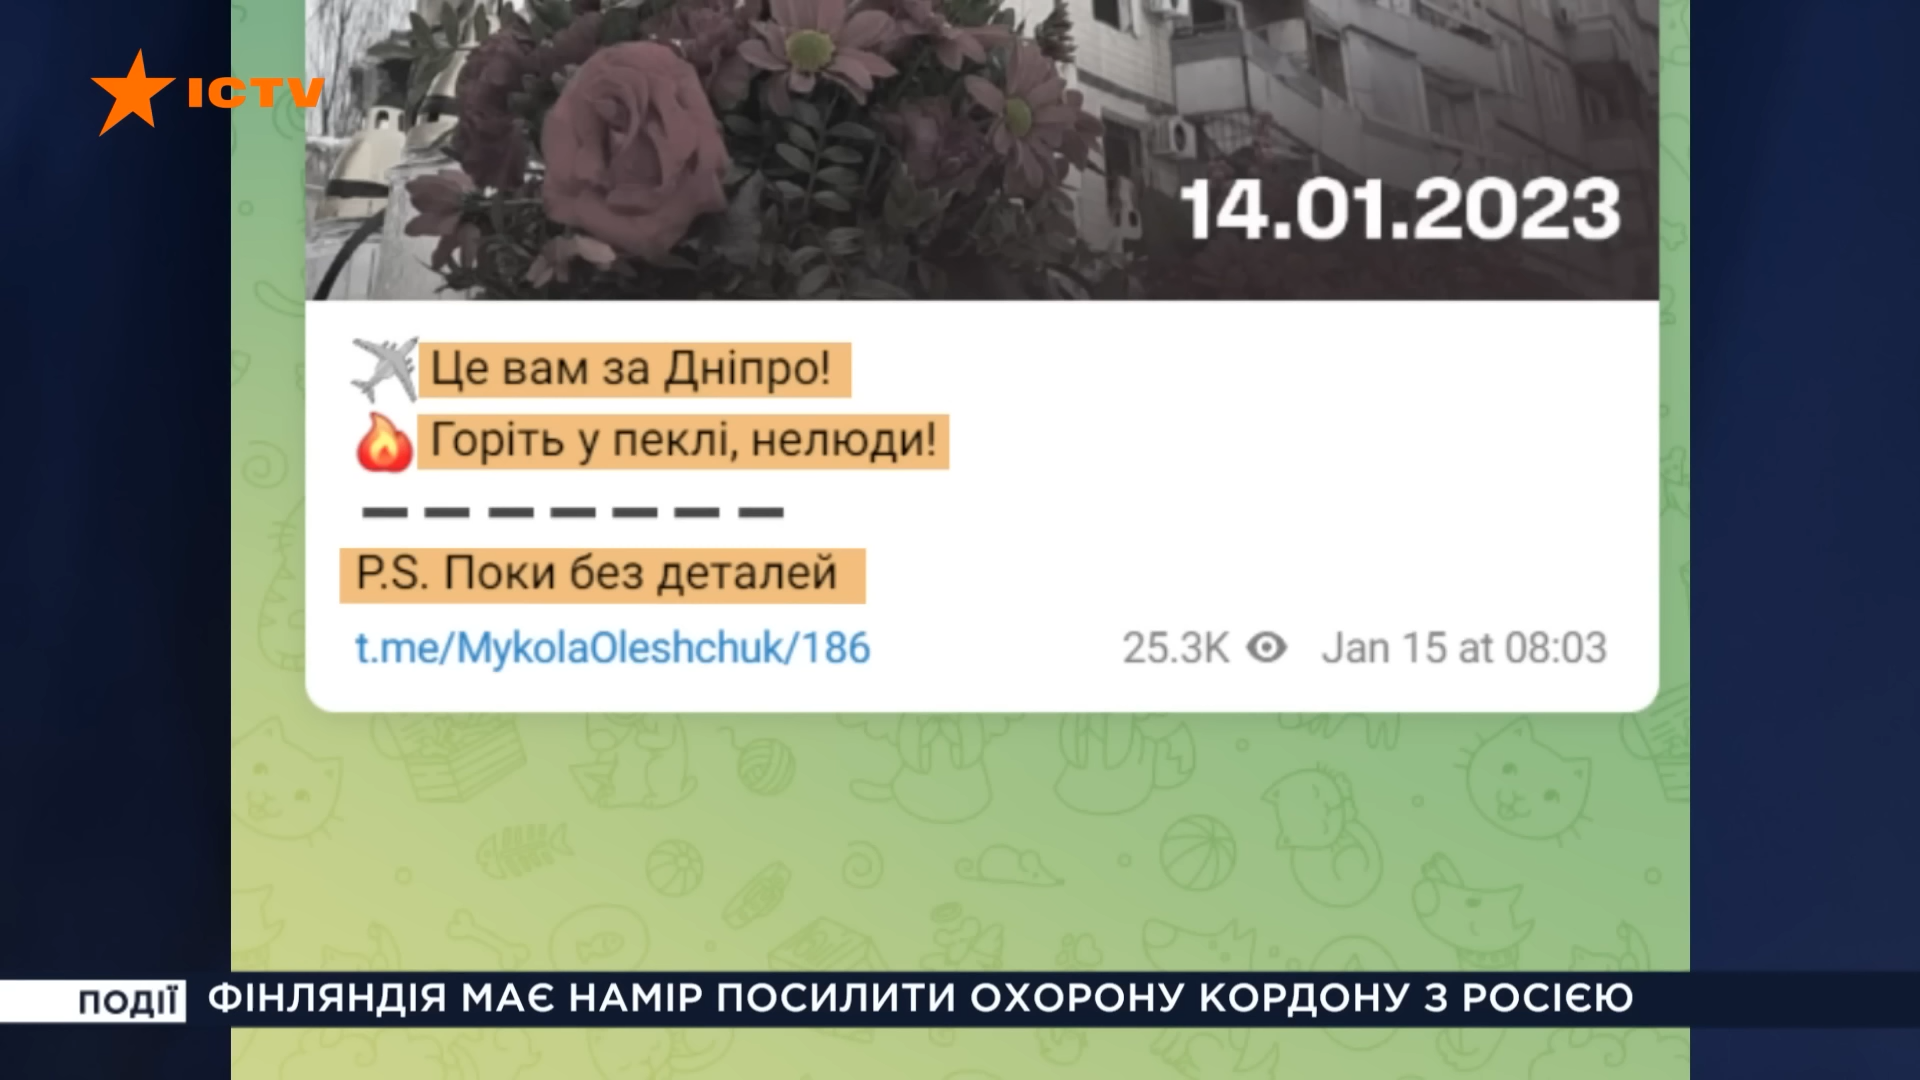 ICTV
14.01.2023
Це вам за Дніпро!
Горіть у пеклі, нелюди!
P.S. Поки без деталей
t.me/MykolaOleshchuk/186
25.3K Jan 15 at 08:03
ПОДІЇ ФІНЛЯНДІЯ МАЄ НАМІР ПОСИЛИТИ ОХОРОНУ КОРДОНУ З РОСІЄЮ